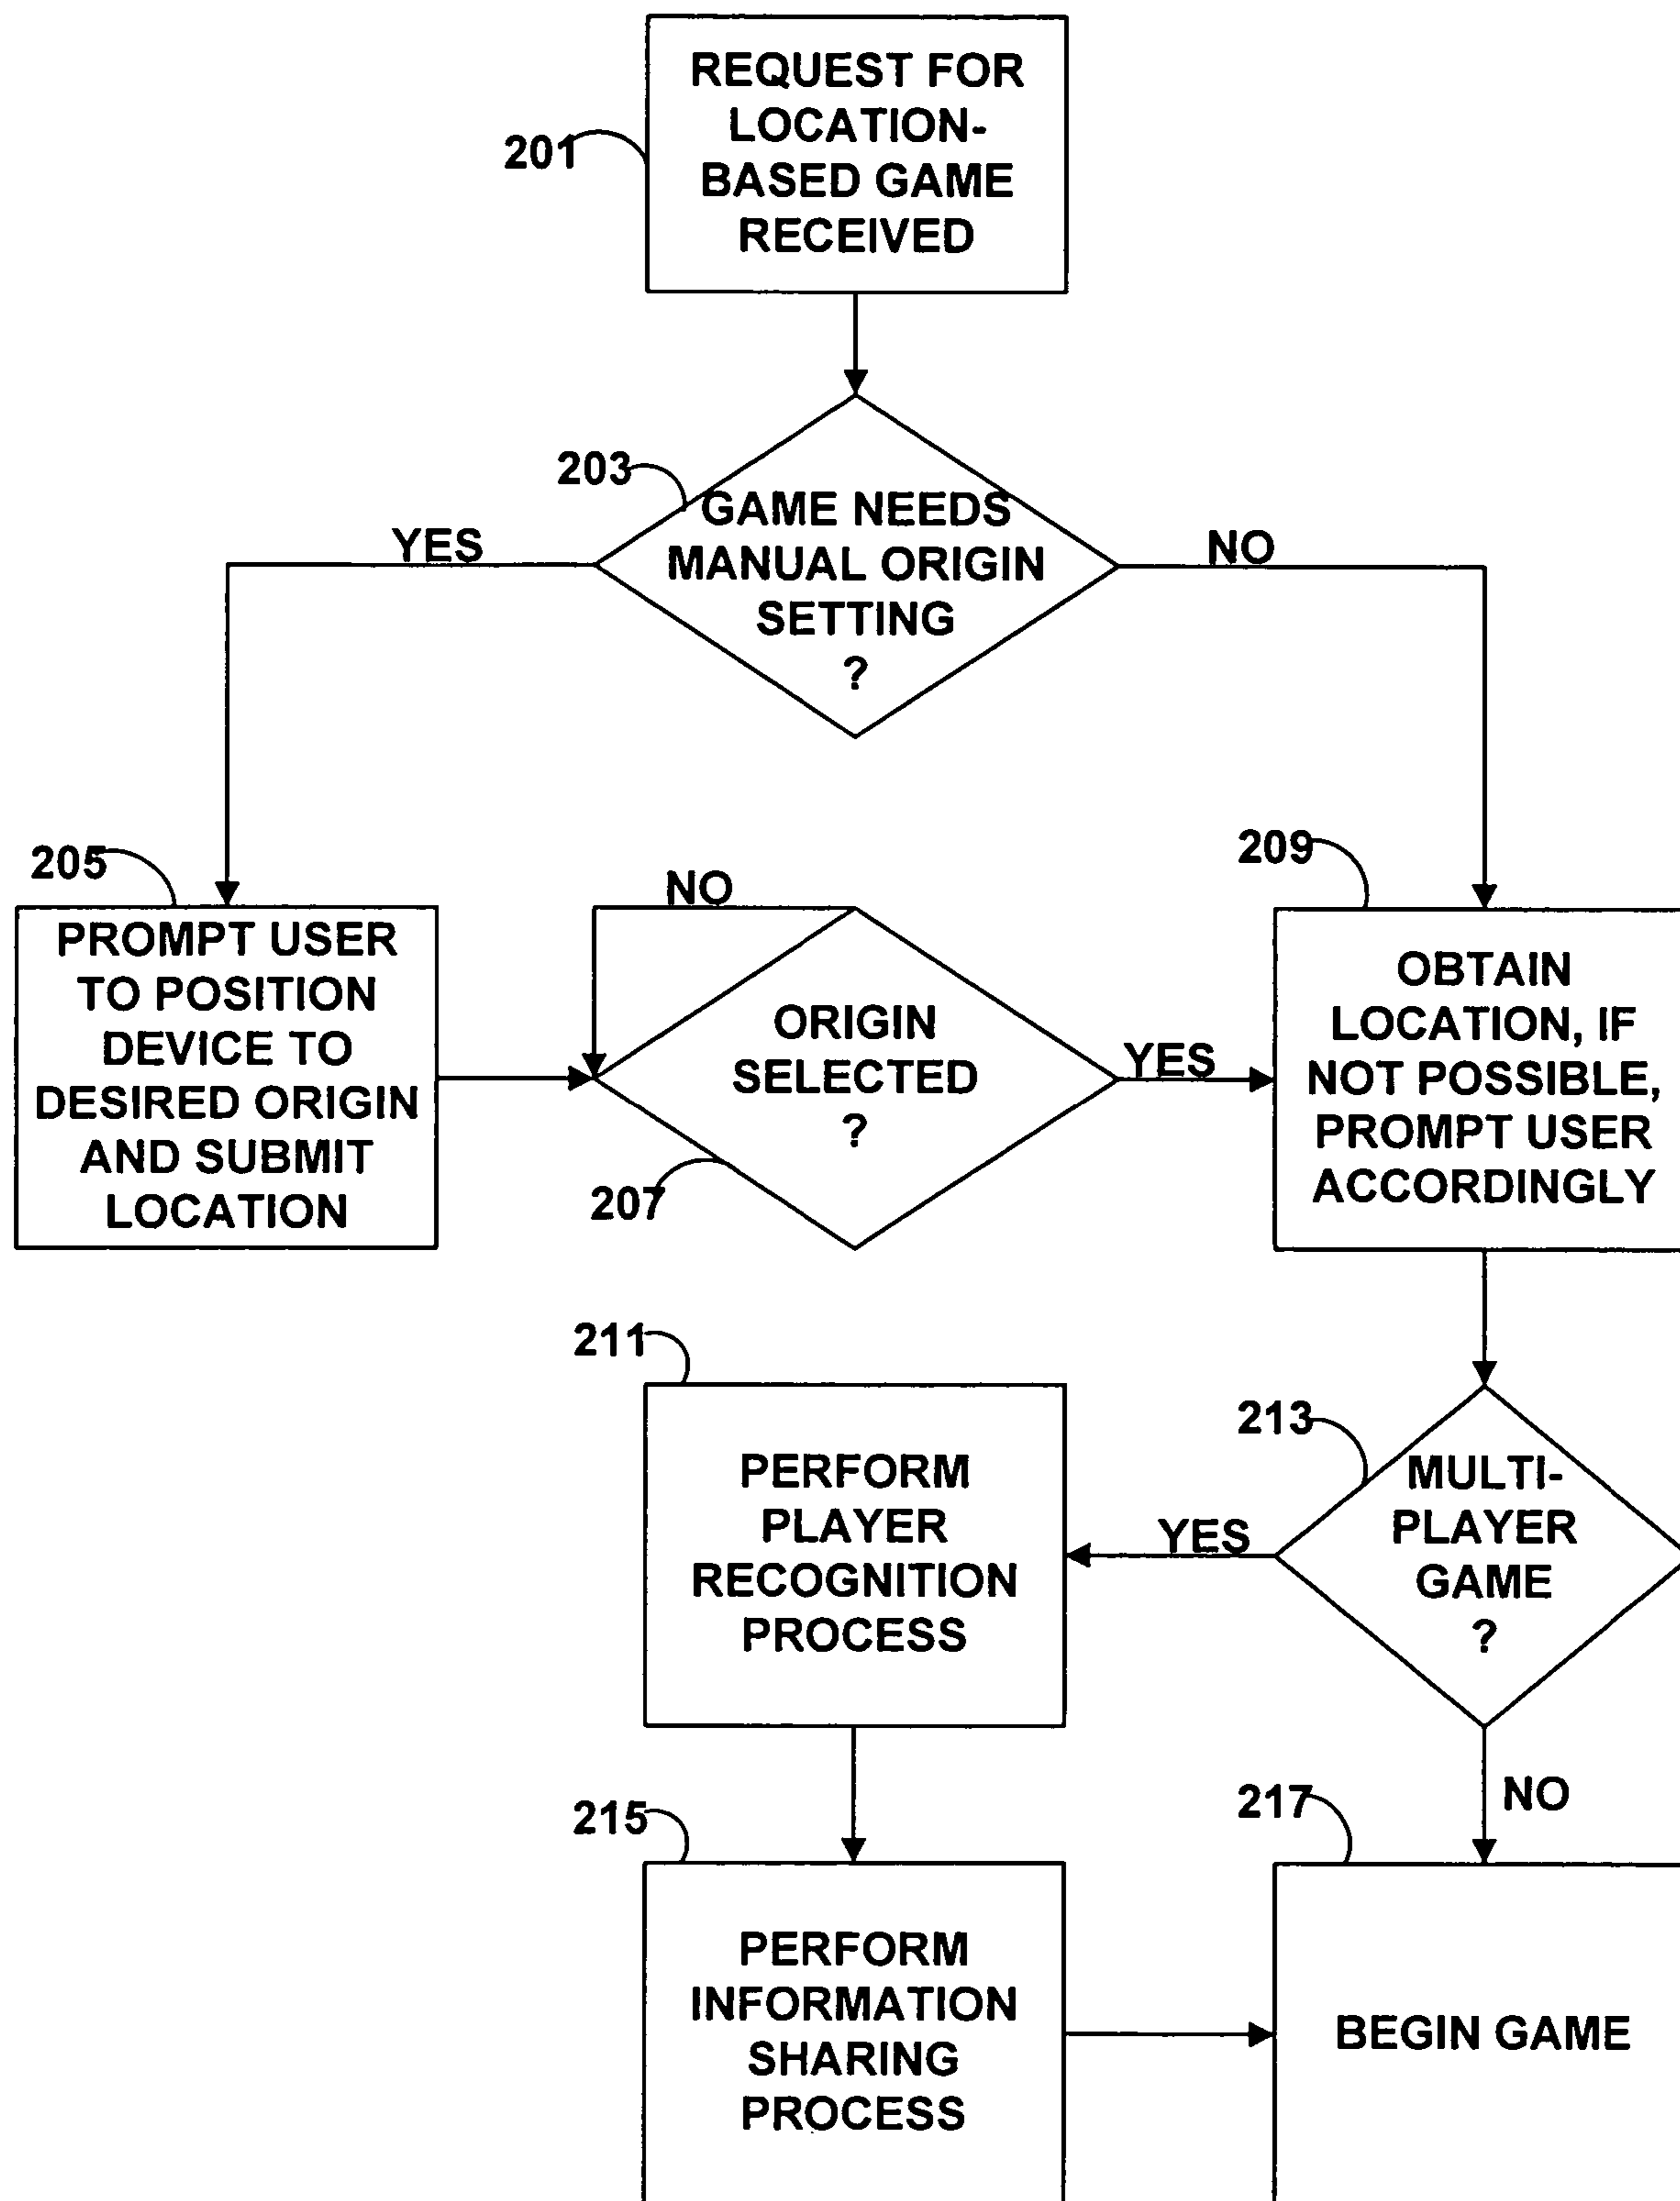 REQUEST FOR
LOCATION-
BASED GAME
RECEIVED
201
203
GAME NEEDS
MANUAL ORIGIN
SETTING
?
YES
NO
205
PROMPT USER
TO POSITION
DEVICE TO
DESIRED ORIGIN
AND SUBMIT
LOCATION
NO
ORIGIN
SELECTED
?
207
YES
209
OBTAIN
LOCATION, IF
NOT POSSIBLE,
PROMPT USER
ACCORDINGLY
211
PERFORM
PLAYER
RECOGNITION
PROCESS
213
MULTI-
PLAYER
GAME
?
YES
NO
215
PERFORM
INFORMATION
SHARING
PROCESS
217
BEGIN GAME